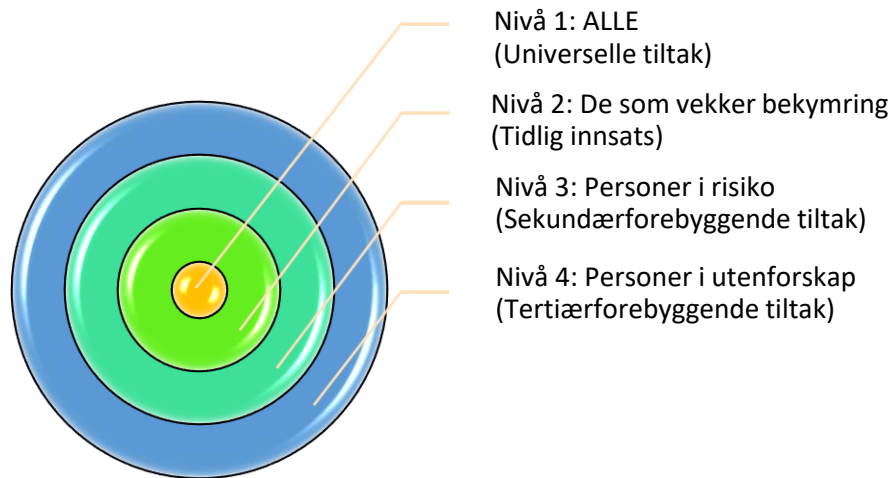 Nivå 1: ALLE
(Universelle tiltak)
Nivå 2: De som vekker bekymring
(Tidlig innsats)
Nivå 3: Personer i risiko
(Sekundærforebyggende tiltak)
Nivå 4: Personer i utenforskap
(Tertiærforebyggende tiltak)